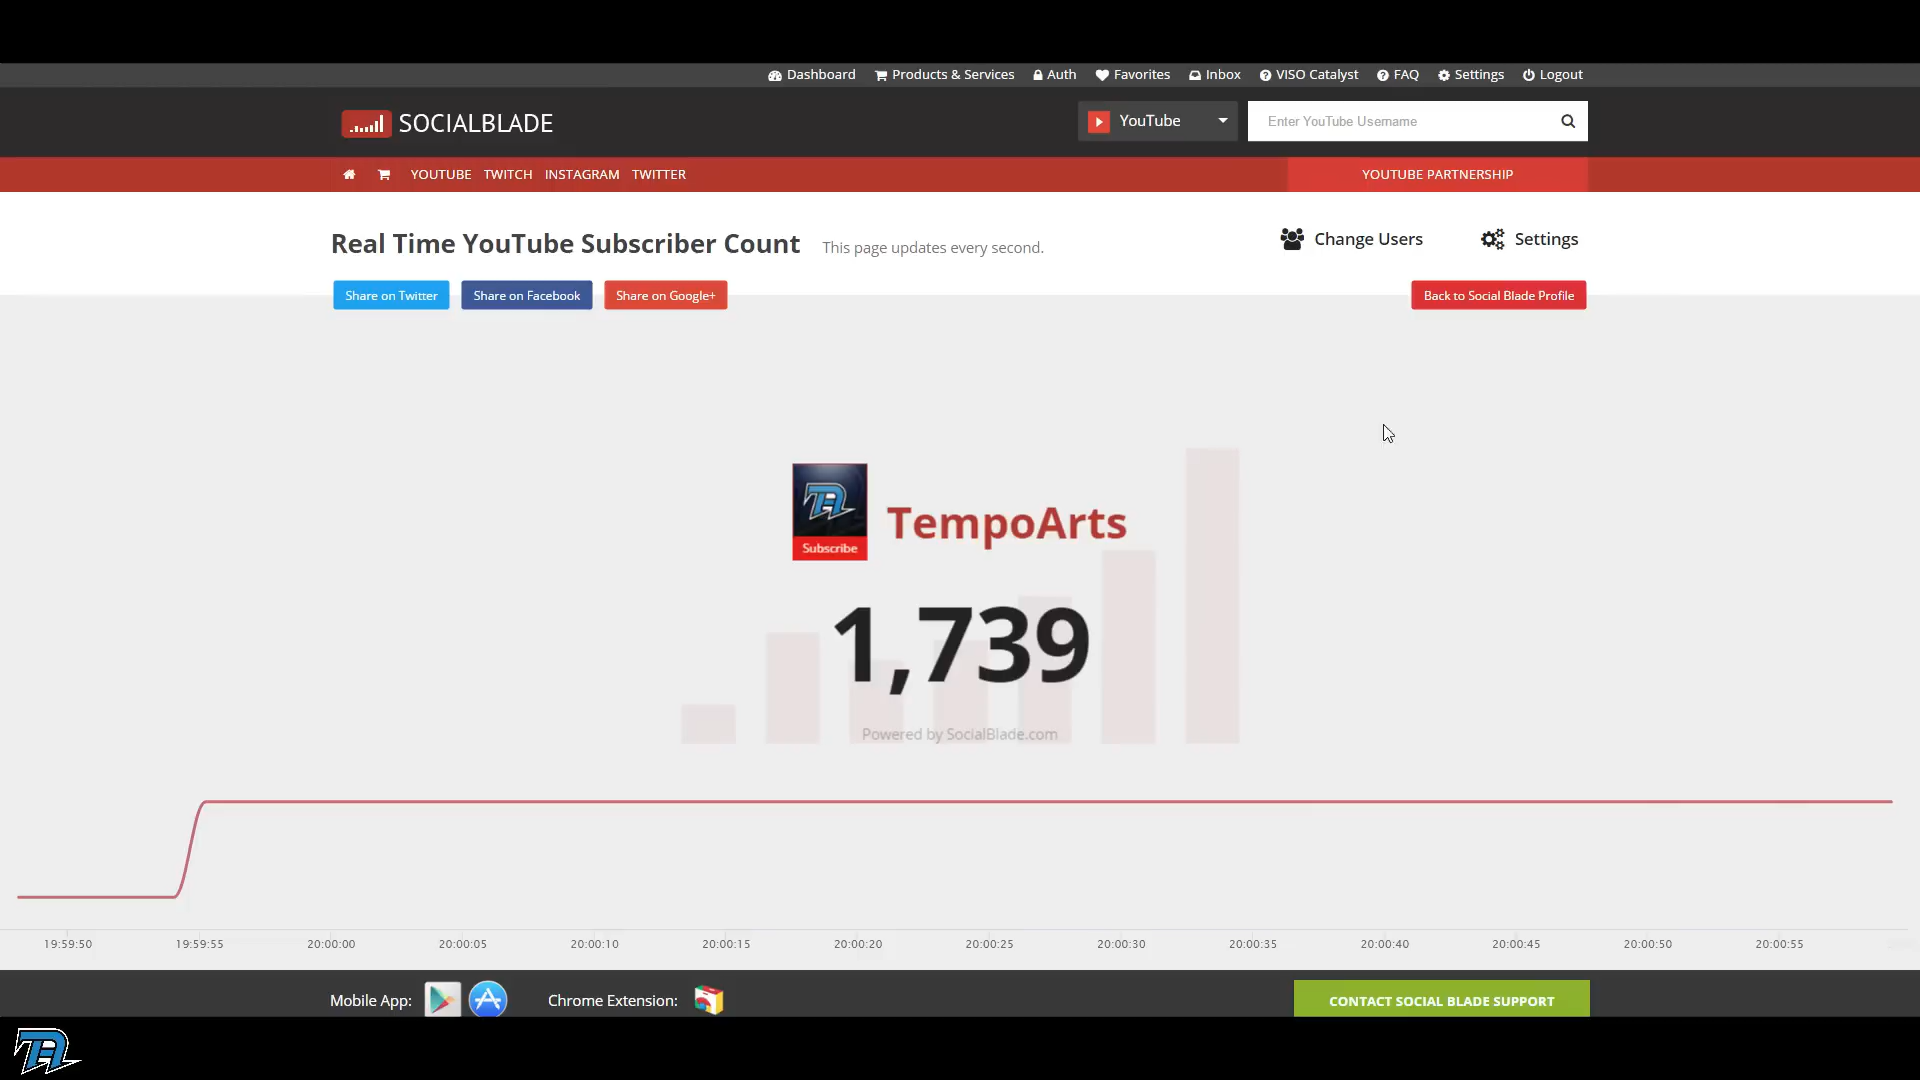 Dashboard Products & Services Auth Favorites Inbox VISO Catalyst FAQ Settings Logout
SOCIALBLADE
YouTube
Enter YouTube Username
YOUTUBE TWITCH INSTAGRAM TWITTER
YOUTUBE PARTNERSHIP
Real Time YouTube Subscriber Count
This page updates every second.
Change Users
Settings
Share on Twitter
Share on Facebook
Share on Google+
Back to Social Blade Profile
TempoArts
Subscribe
1,739
Powered by SocialBlade.com
19:59:50 19:59:55 20:00:00 20:00:05 20:00:10 20:00:15 20:00:20 20:00:25 20:00:30 20:00:35 20:00:40 20:00:45 20:00:50 20:00:55
Mobile App:
Chrome Extension:
CONTACT SOCIAL BLADE SUPPORT